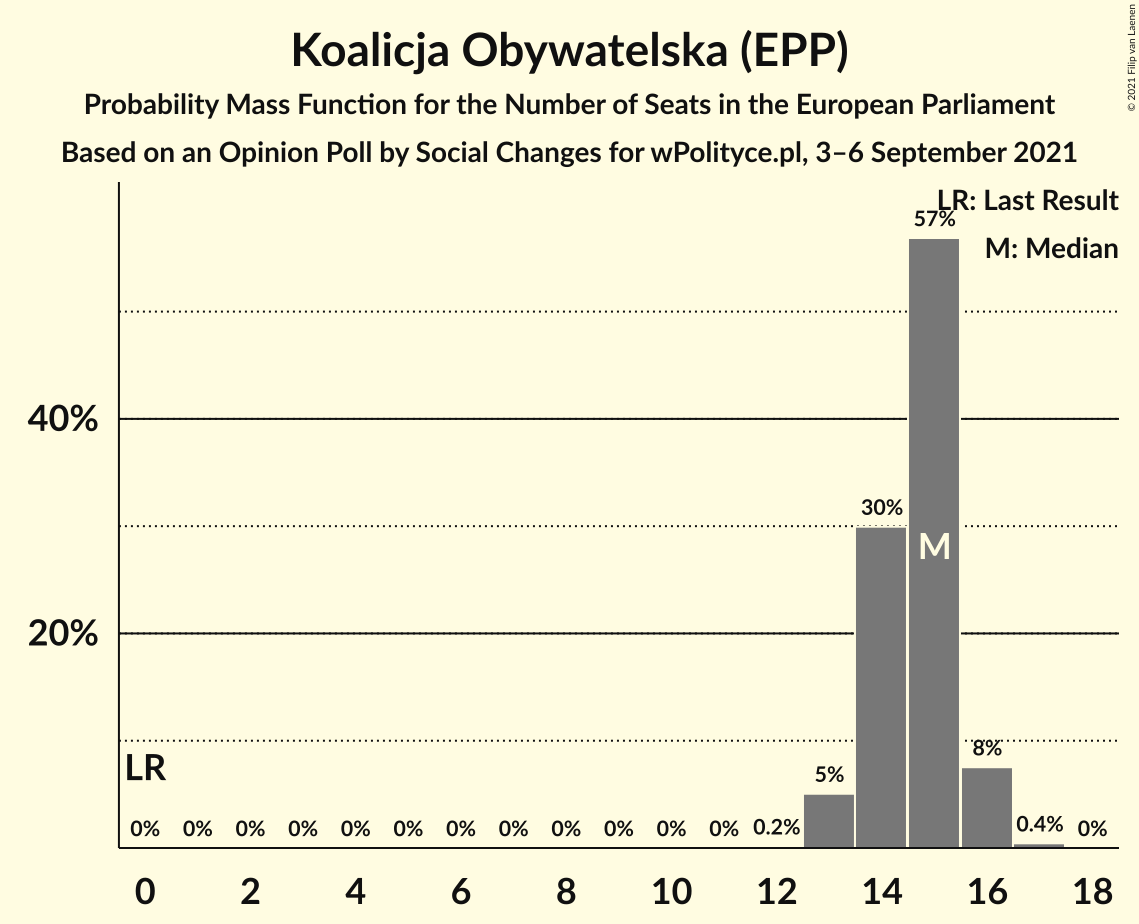 Koalicja Obywatelska (EPP)
Probability Mass Function for the Number of Seats in the European Parliament
Based on an Opinion Poll by Social Changes for wPolityce.pl, 3–6 September 2021
© 2021 Filip van Laenen
LR: Last Result
57%
M: Median
40%
30%
M
20%
LR
8%
5%
0% 0% 0% 0% 0% 0% 0% 0% 0% 0% 0% 0% 0.2% 0.4% 0%
0 2 4 6 8 10 12 14 16 18